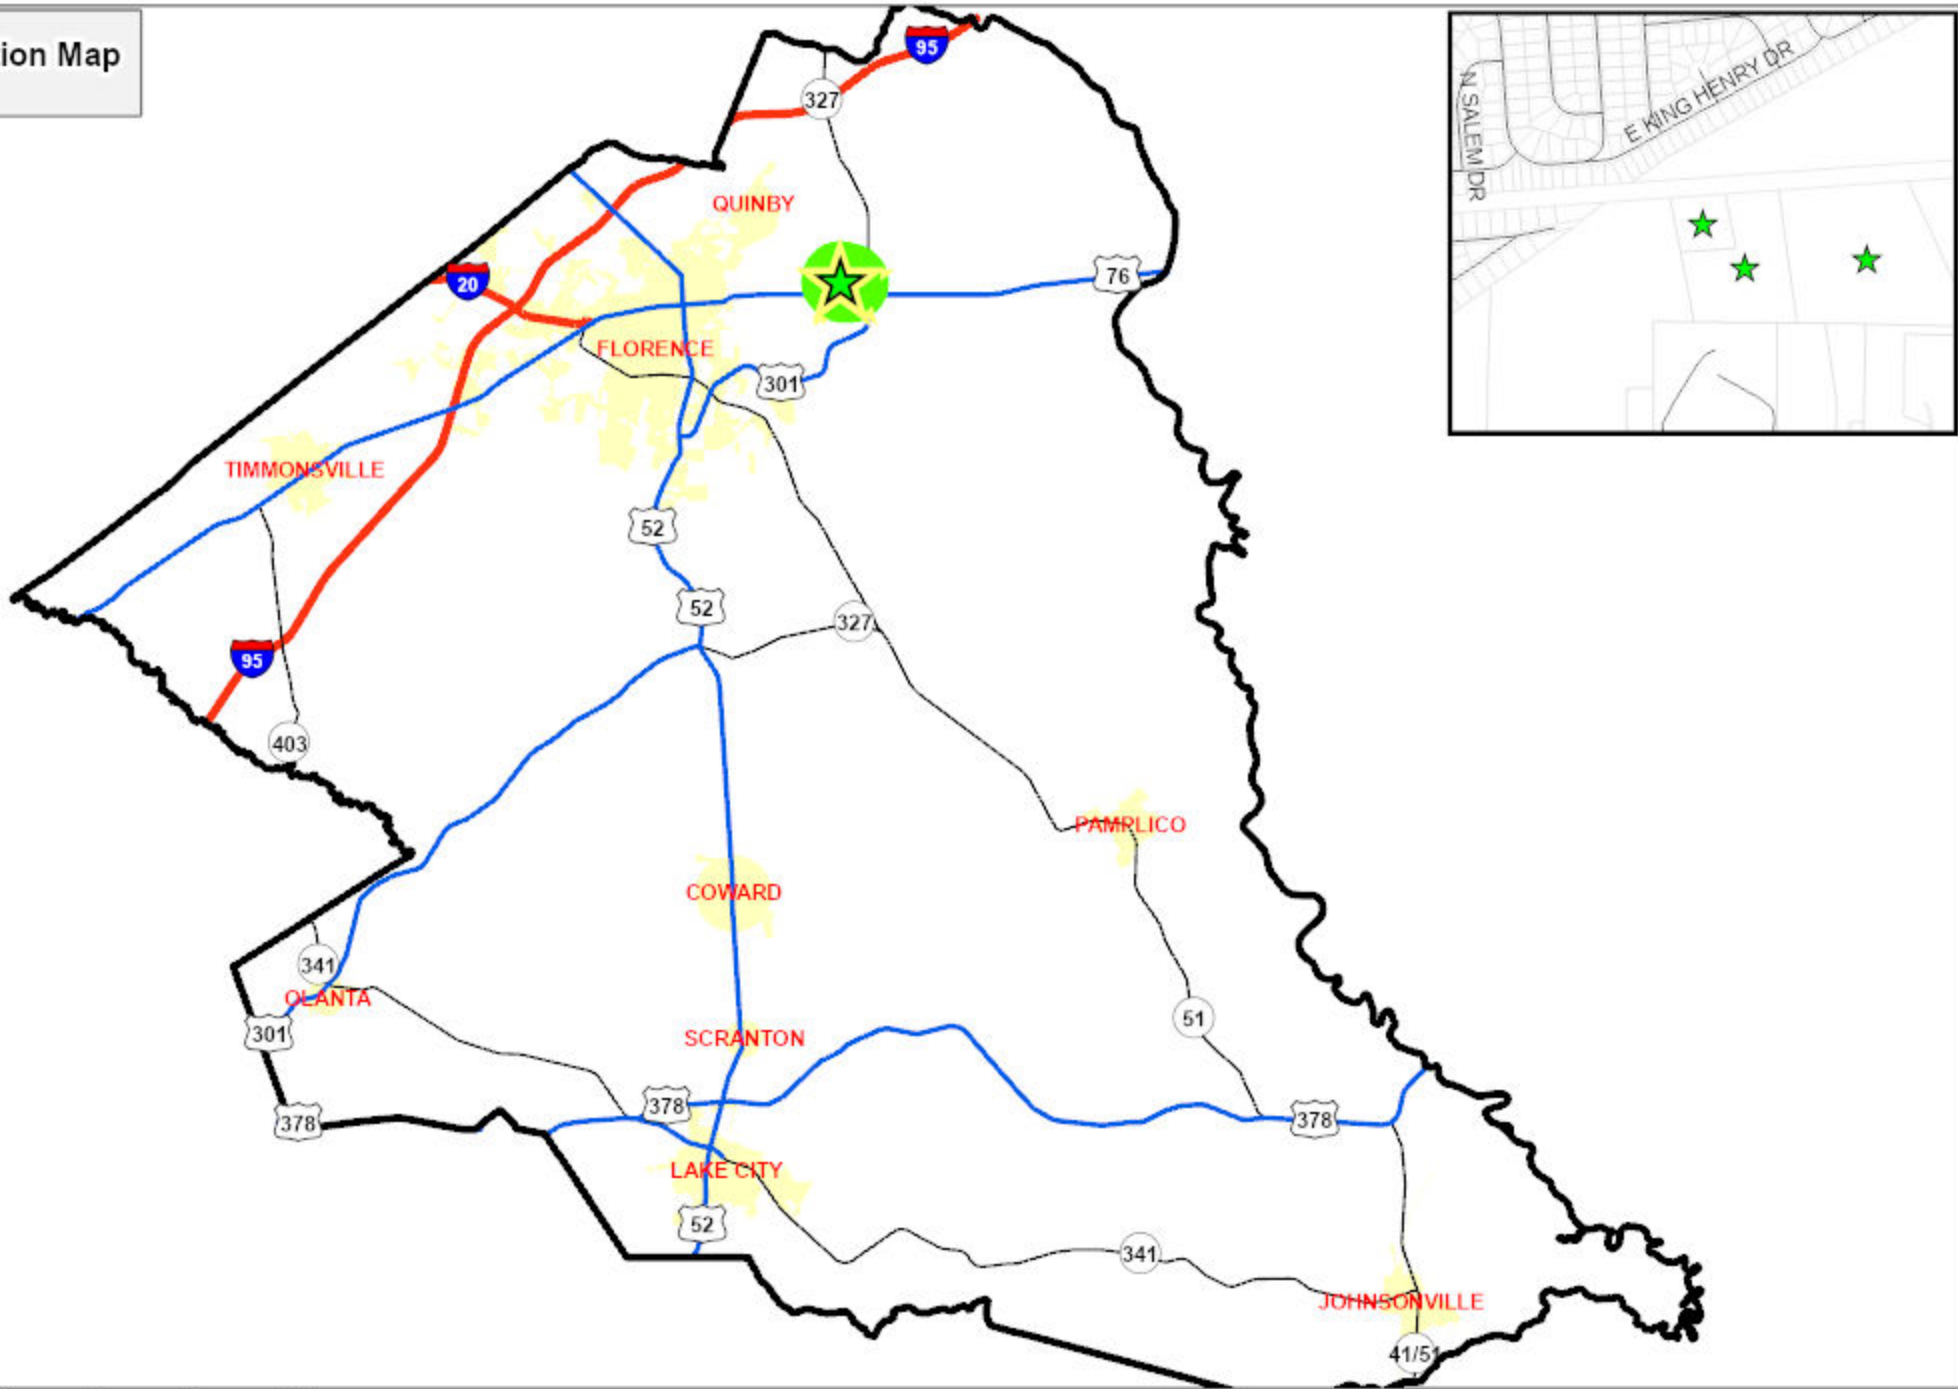 ion Map
95
327
N SALEM DR
E KING HENRY DR
QUINBY
20
76
FLORENCE
301
TIMMONSVILLE
52
52
327
95
403
PAMPLICO
COWARD
341
OLANTA
51
301
SCRANTON
378
378
378
LAKE CITY
52
341
JOHNSONVILLE
41/51